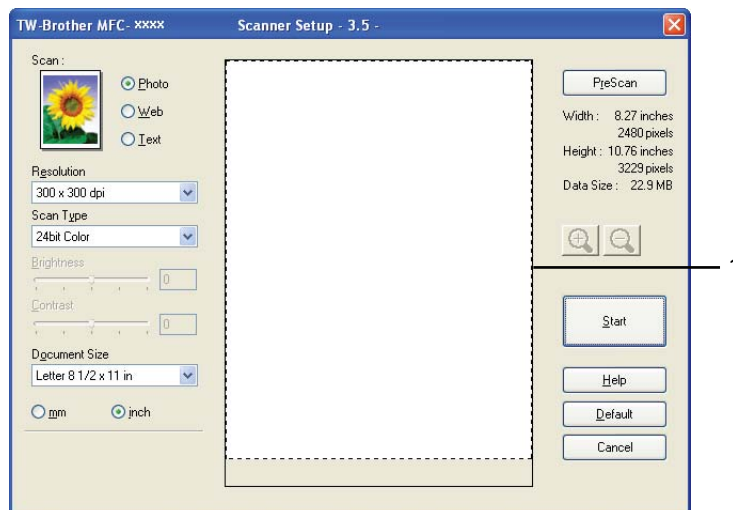 TW-Brother MFC- xxxx Scanner Setup - 3.5 -
Scan :
Photo
Web
Text
Resolution
300 x 300 dpi
Scan Type
24bit Color
Brightness
0
Contrast
0
Document Size
Letter 8 1/2 x 11 in
mm inch
PreScan
Width : 8.27 inches
2480 pixels
Height : 10.76 inches
3229 pixels
Data Size : 22.9 MB
1
Start
Help
Default
Cancel